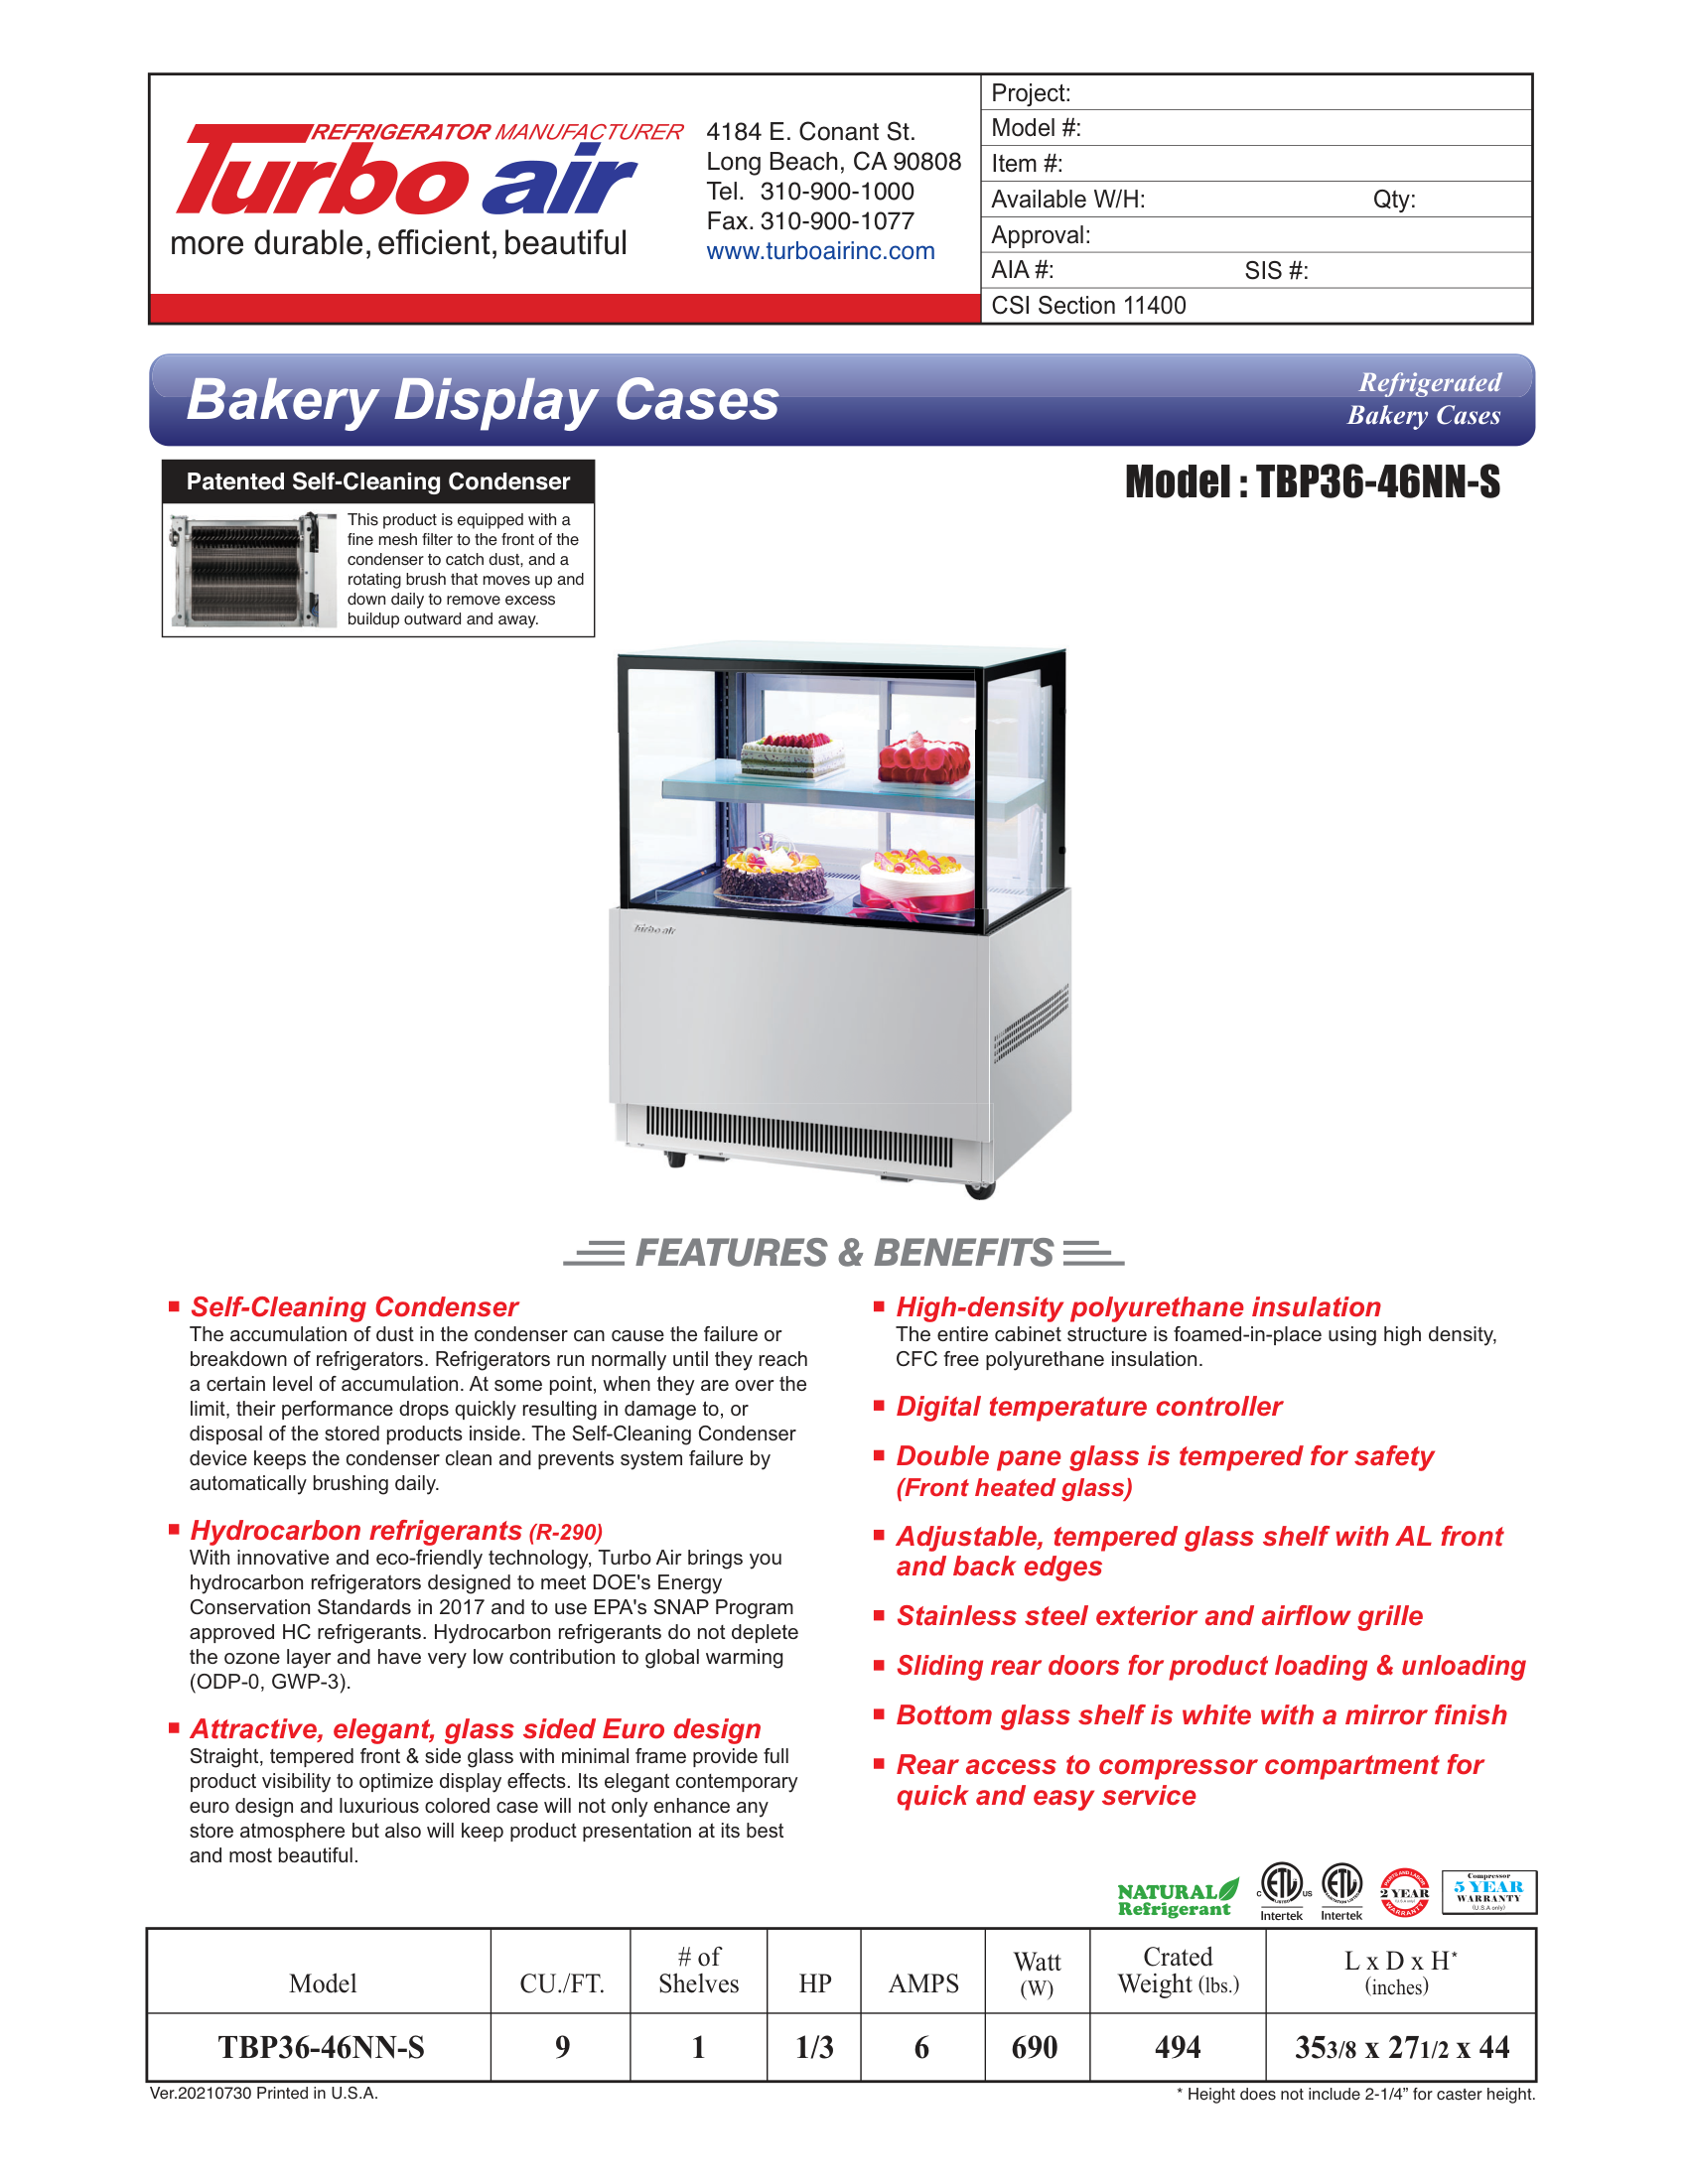 REFRIGERATOR MANUFACTURER
Turbo air
more durable, efficient, beautiful
4184 E. Conant St.
Long Beach, CA 90808
Tel. 310-900-1000
Fax. 310-900-1077
www.turboairinc.com
Project:
Model #:
Item #:
Available W/H: Qty:
Approval:
AIA #: SIS #:
CSI Section 11400
Bakery Display Cases
Refrigerated
Bakery Cases
Patented Self-Cleaning Condenser
This product is equipped with a
fine mesh filter to the front of the
condenser to catch dust, and a
rotating brush that moves up and
down daily to remove excess
buildup outward and away.
Model : TBP36-46NN-S
Turbo air
FEATURES & BENEFITS
Self-Cleaning Condenser
The accumulation of dust in the condenser can cause the failure or
breakdown of refrigerators. Refrigerators run normally until they reach
a certain level of accumulation. At some point, when they are over the
limit, their performance drops quickly resulting in damage to, or
disposal of the stored products inside. The Self-Cleaning Condenser
device keeps the condenser clean and prevents system failure by
automatically brushing daily.
Hydrocarbon refrigerants (R-290)
With innovative and eco-friendly technology, Turbo Air brings you
hydrocarbon refrigerators designed to meet DOE's Energy
Conservation Standards in 2017 and to use EPA's SNAP Program
approved HC refrigerants. Hydrocarbon refrigerants do not deplete
the ozone layer and have very low contribution to global warming
(ODP-0, GWP-3).
Attractive, elegant, glass sided Euro design
Straight, tempered front & side glass with minimal frame provide full
product visibility to optimize display effects. Its elegant contemporary
euro design and luxurious colored case will not only enhance any
store atmosphere but also will keep product presentation at its best
and most beautiful.
High-density polyurethane insulation
The entire cabinet structure is foamed-in-place using high density,
CFC free polyurethane insulation.
Digital temperature controller
Double pane glass is tempered for safety
(Front heated glass)
Adjustable, tempered glass shelf with AL front
and back edges
Stainless steel exterior and airflow grille
Sliding rear doors for product loading & unloading
Bottom glass shelf is white with a mirror finish
Rear access to compressor compartment for
quick and easy service
NATURAL
Refrigerant
C ETL US
Intertek
ETL
Intertek
PARTS AND LABOR
2 YEAR
WARRANTY
Compressor
5 YEAR
WARRANTY
(U.S.A only)
Model CU./FT. # of Shelves HP AMPS Watt (W) Crated Weight (lbs.) L x D x H* (inches)
TBP36-46NN-S 9 1 1/3 6 690 494 353/8 x 271/2 x 44
Ver.20210730 Printed in U.S.A.
* Height does not include 2-1/4” for caster height.